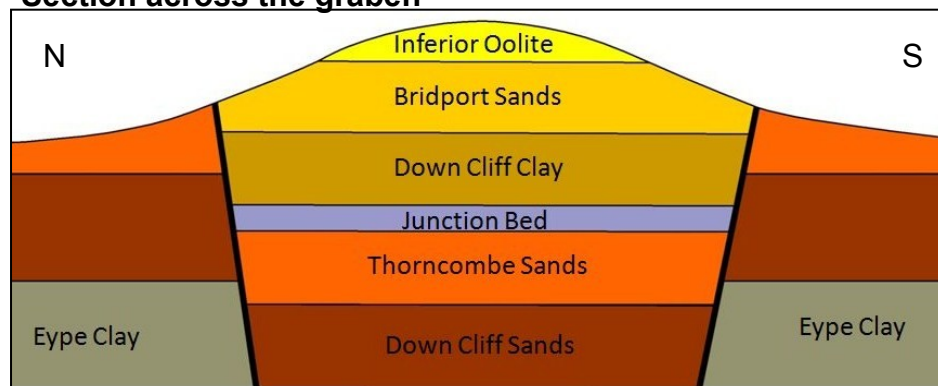 Section across the graben
N
S
Inferior Oolite
Bridport Sands
Down Cliff Clay
Junction Bed
Thorncombe Sands
Eype Clay
Down Cliff Sands
Eype Clay